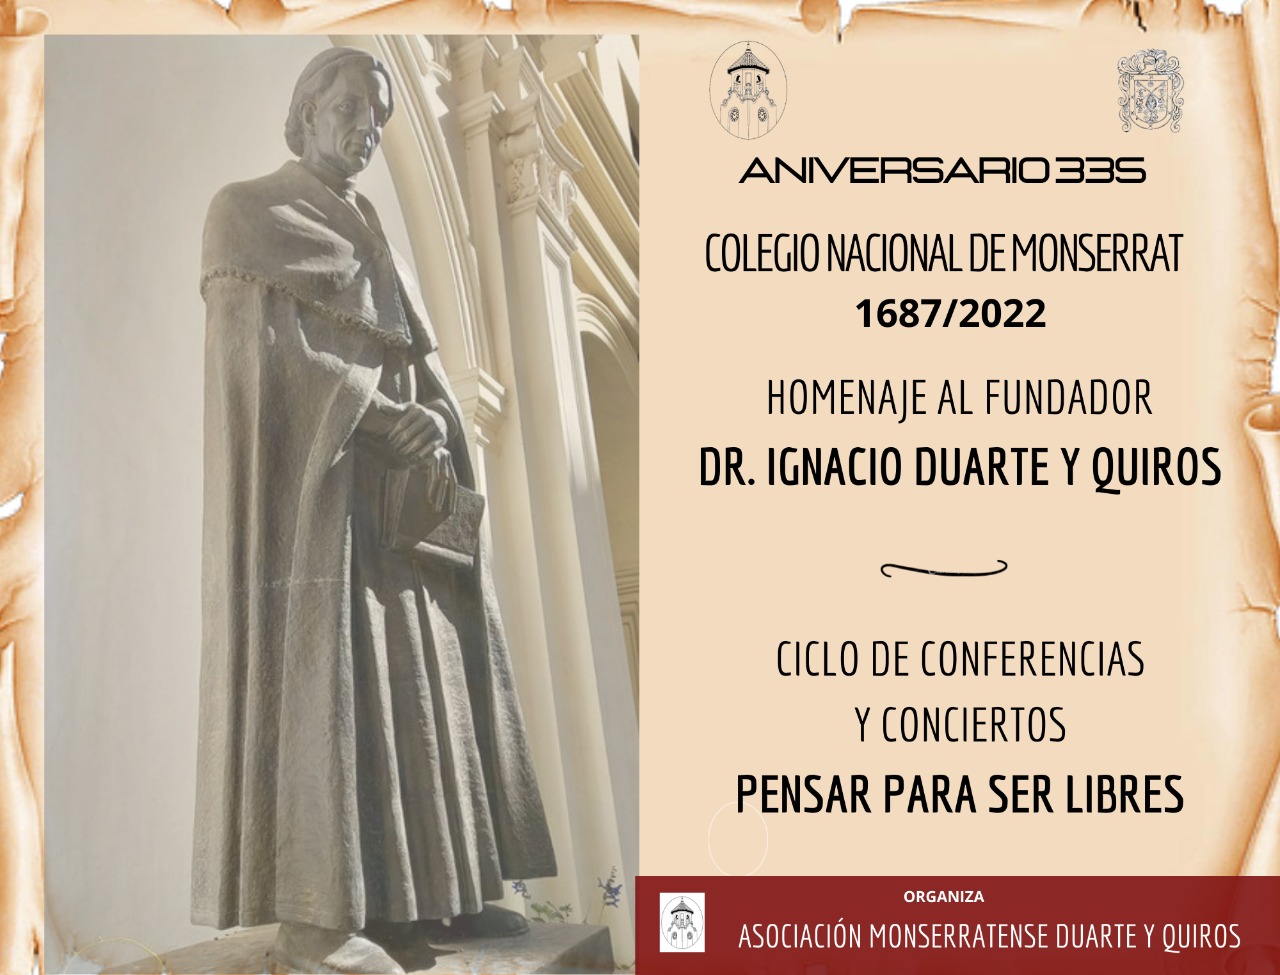 ANIVERSARIO 335
COLEGIO NACIONAL DE MONSERRAT
1687/2022
HOMENAJE AL FUNDADOR
DR. IGNACIO DUARTE Y QUIROS
CICLO DE CONFERENCIAS
Y CONCIERTOS
PENSAR PARA SER LIBRES
ORGANIZA
ASOCIACIÓN MONSERRATENSE DUARTE Y QUIROS